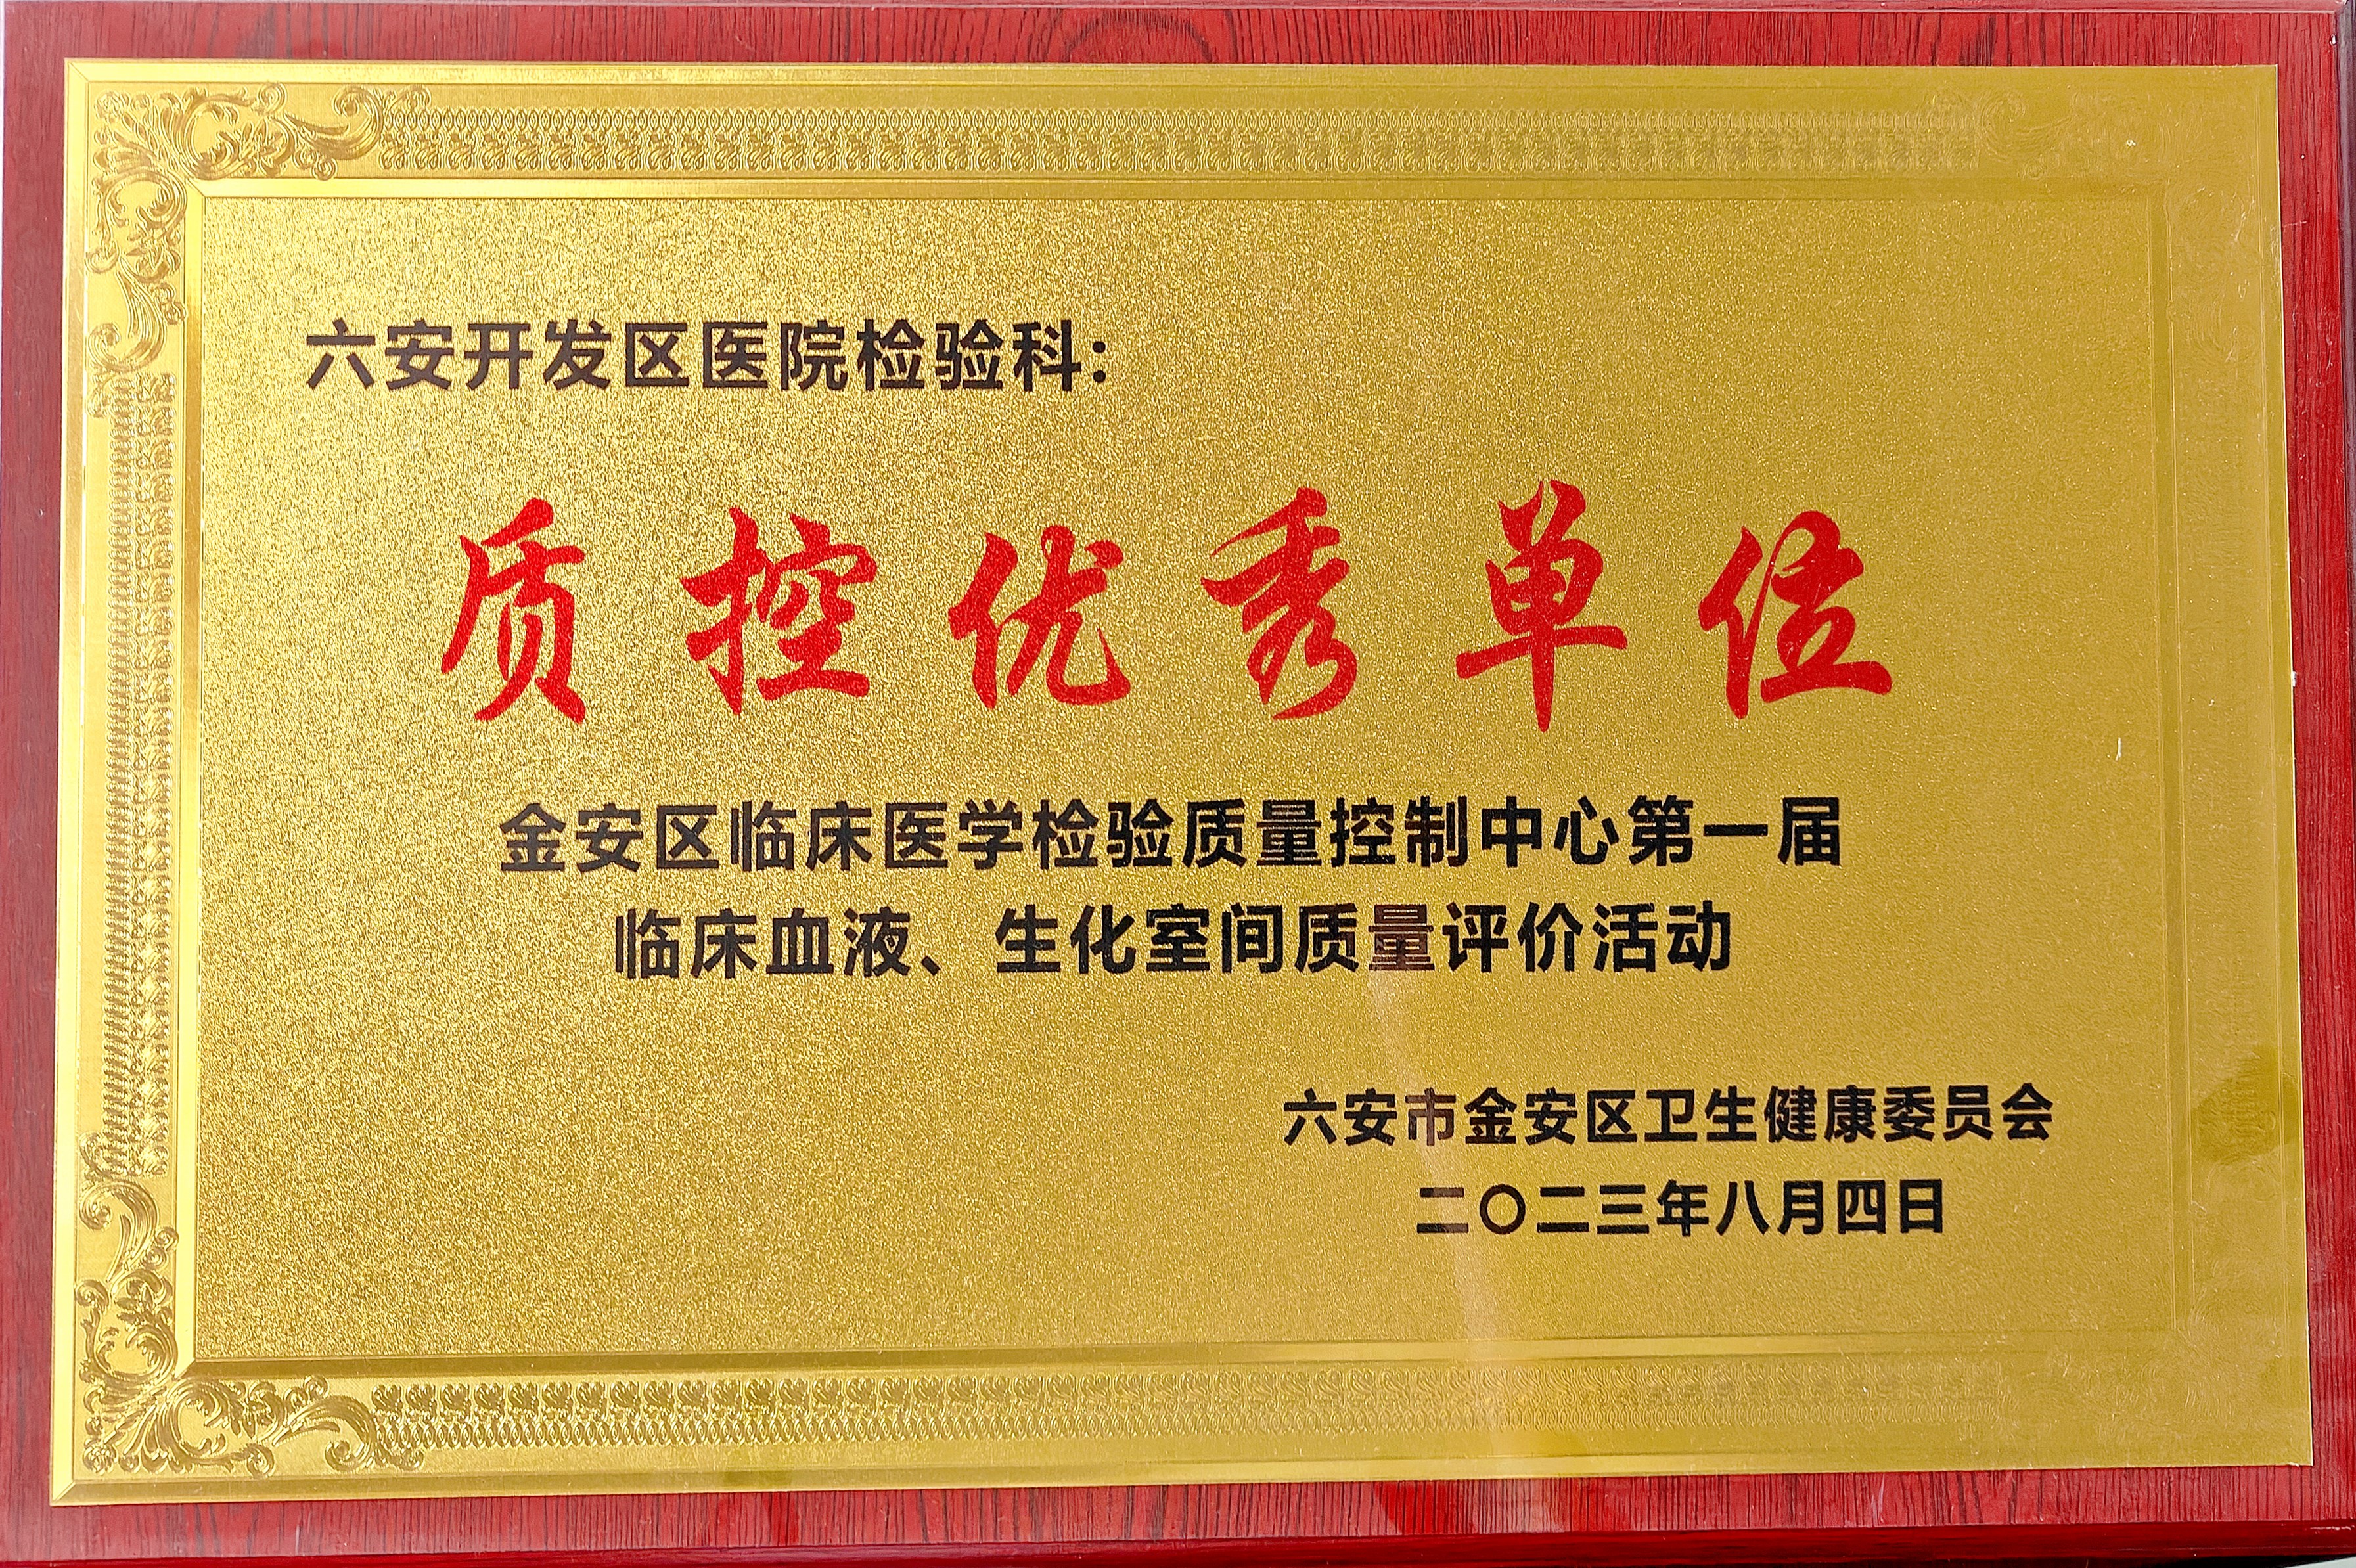 六安开发区医院检验科:
质控优秀单位
金安区临床医学检验质量控制中心第一届
临床血液、生化室间质量评价活动
六安市金安区卫生健康委员会
二〇二三年八月四日